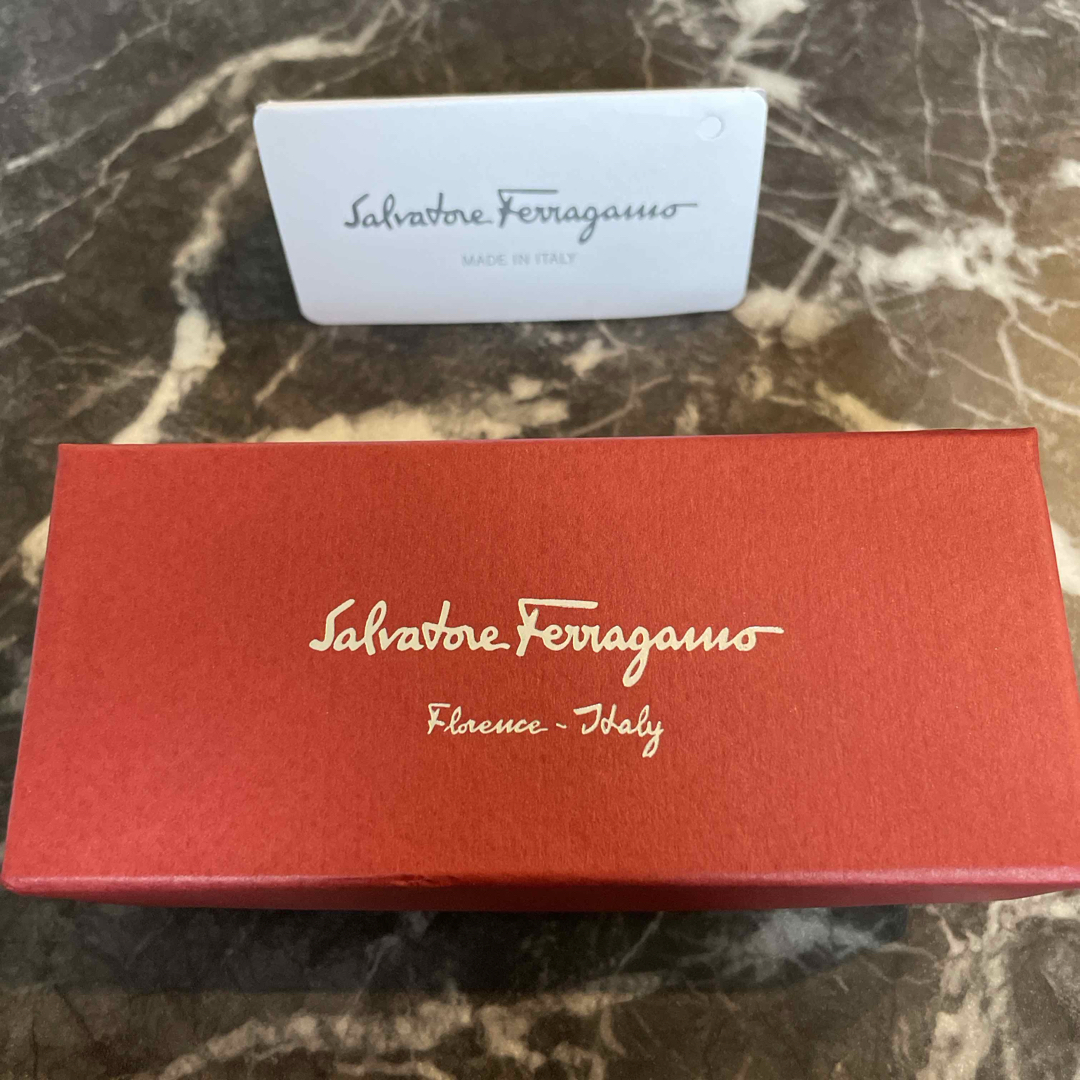 Salvatore Ferragamo
MADE IN ITALY
Salvatore Ferragamo
Florence - Italy